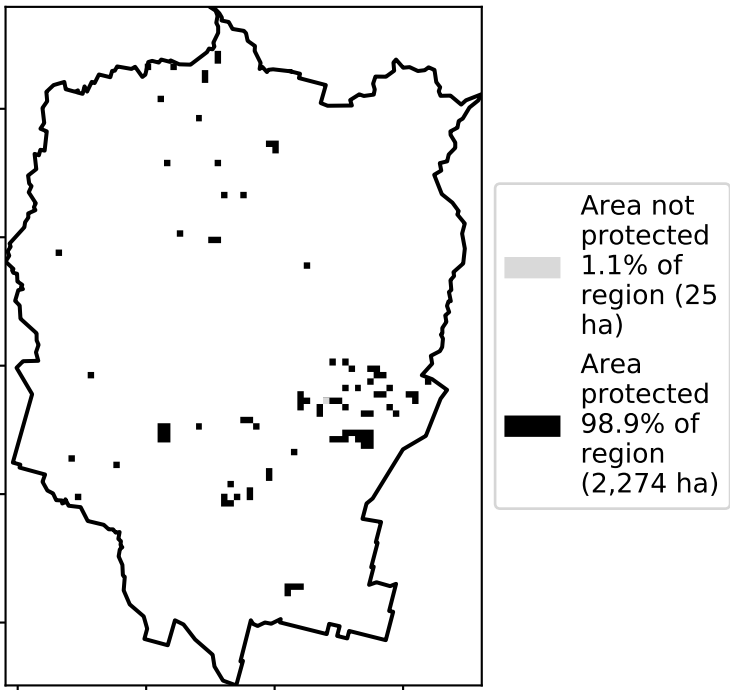 Area not
protected
1.1% of
region (25
ha)
Area
protected
98.9% of
region
(2,274 ha)